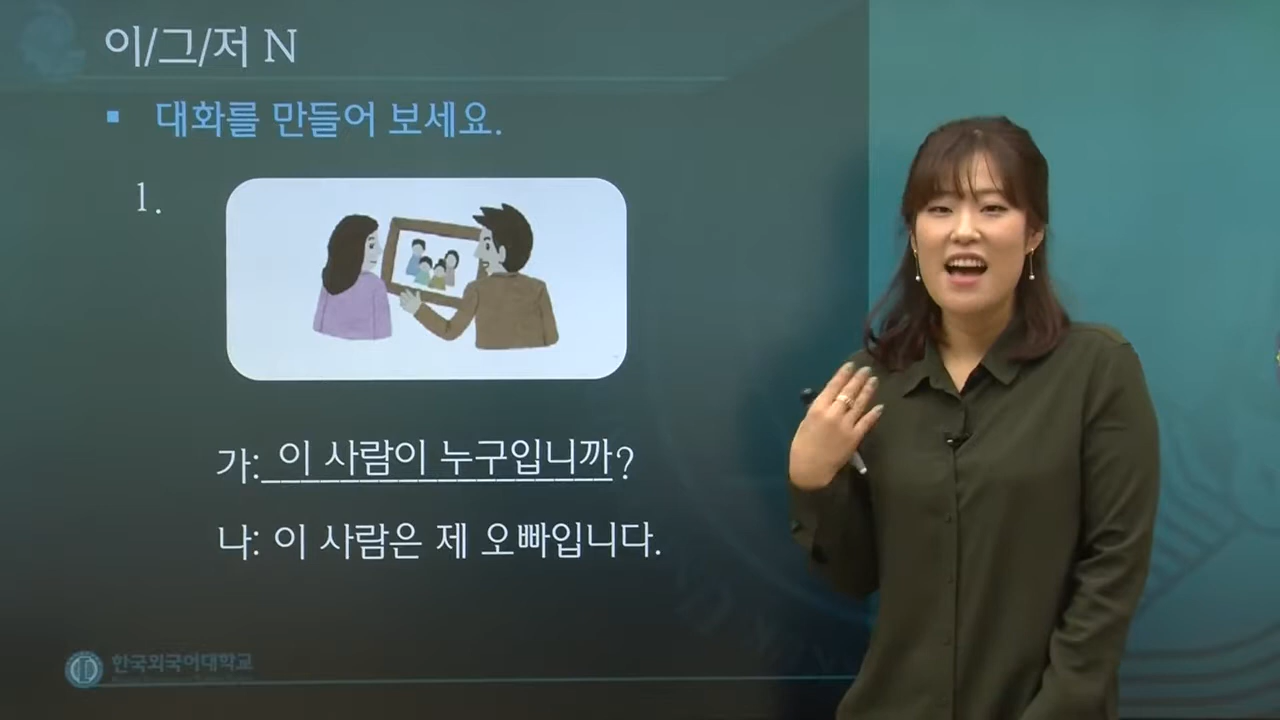 이/그/저 N
▪ 대화를 만들어 보세요.
1.
가: 이 사람이 누구입니까?
나: 이 사람은 제 오빠입니다.
한국외국어대학교